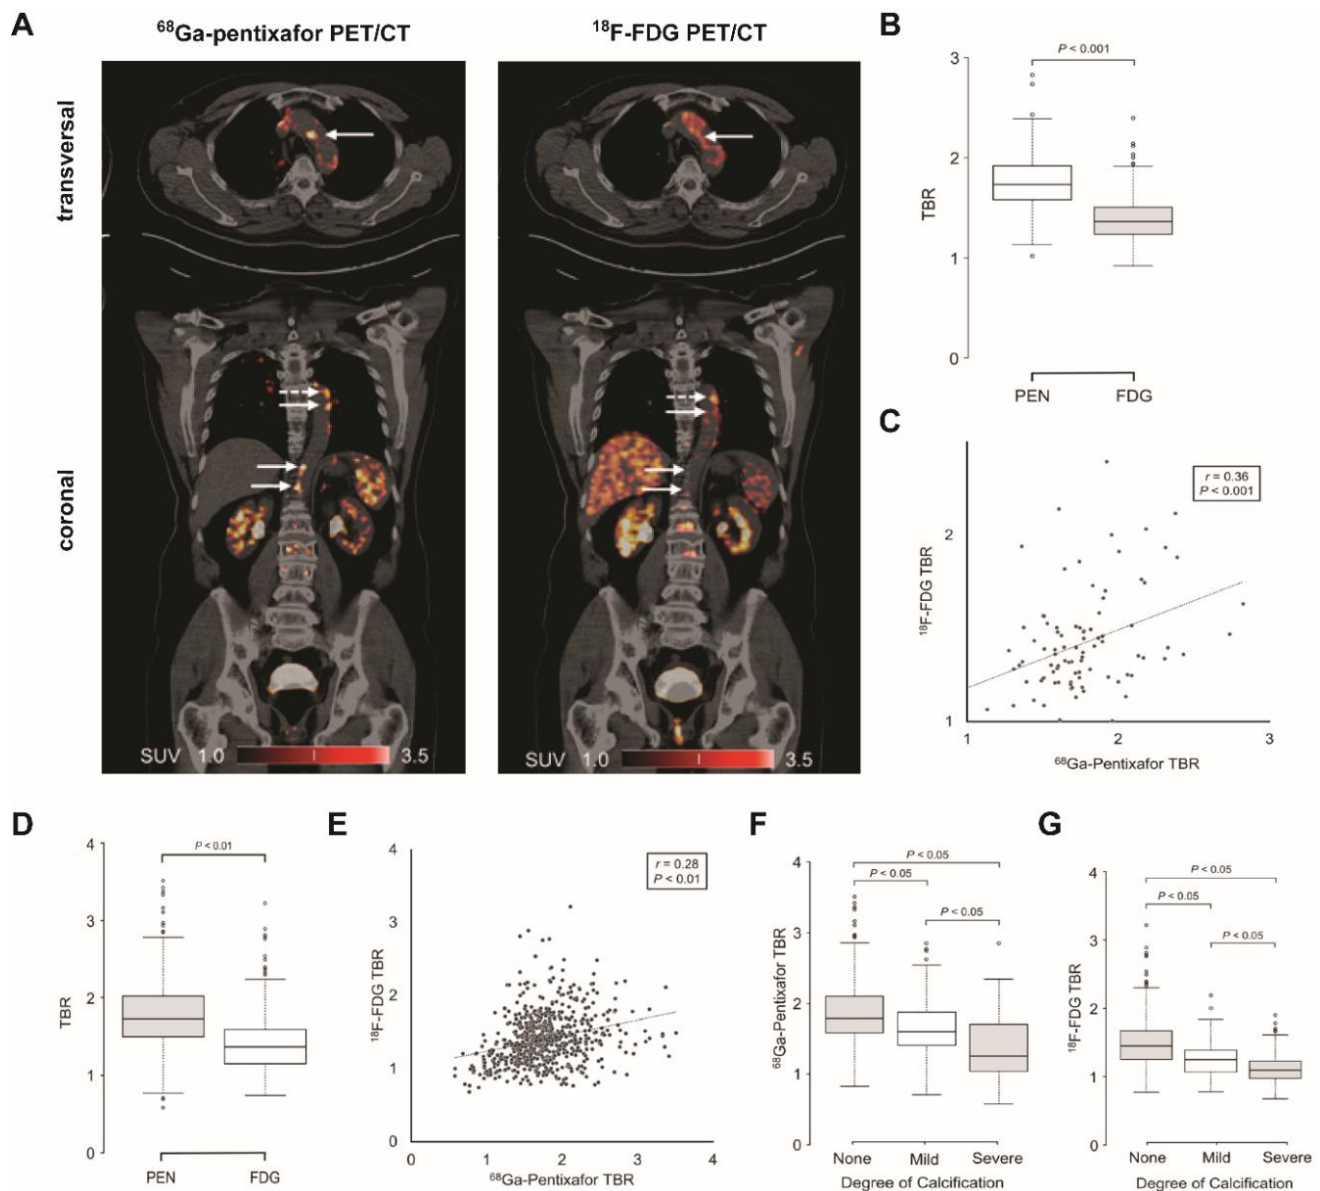 A
⁶⁸Ga-pentixafor PET/CT
¹⁸F-FDG PET/CT
transversal
coronal
SUV 1.0 3.5
SUV 1.0 3.5
B
P < 0.001
3
2
1
0
TBR
PEN FDG
C
r = 0.36
P < 0.001
2
1
¹⁸F-FDG TBR
1 2 3
⁶⁸Ga-Pentixafor TBR
D
P < 0.01
4
3
2
1
0
TBR
PEN FDG
E
r = 0.28
P < 0.01
4
3
2
1
0
¹⁸F-FDG TBR
0 1 2 3 4
⁶⁸Ga-Pentixafor TBR
F
P < 0.05
P < 0.05
P < 0.05
4
3
2
1
0
⁶⁸Ga-Pentixafor TBR
None Mild Severe
Degree of Calcification
G
P < 0.05
P < 0.05
P < 0.05
4
3
2
1
0
¹⁸F-FDG TBR
None Mild Severe
Degree of Calcification